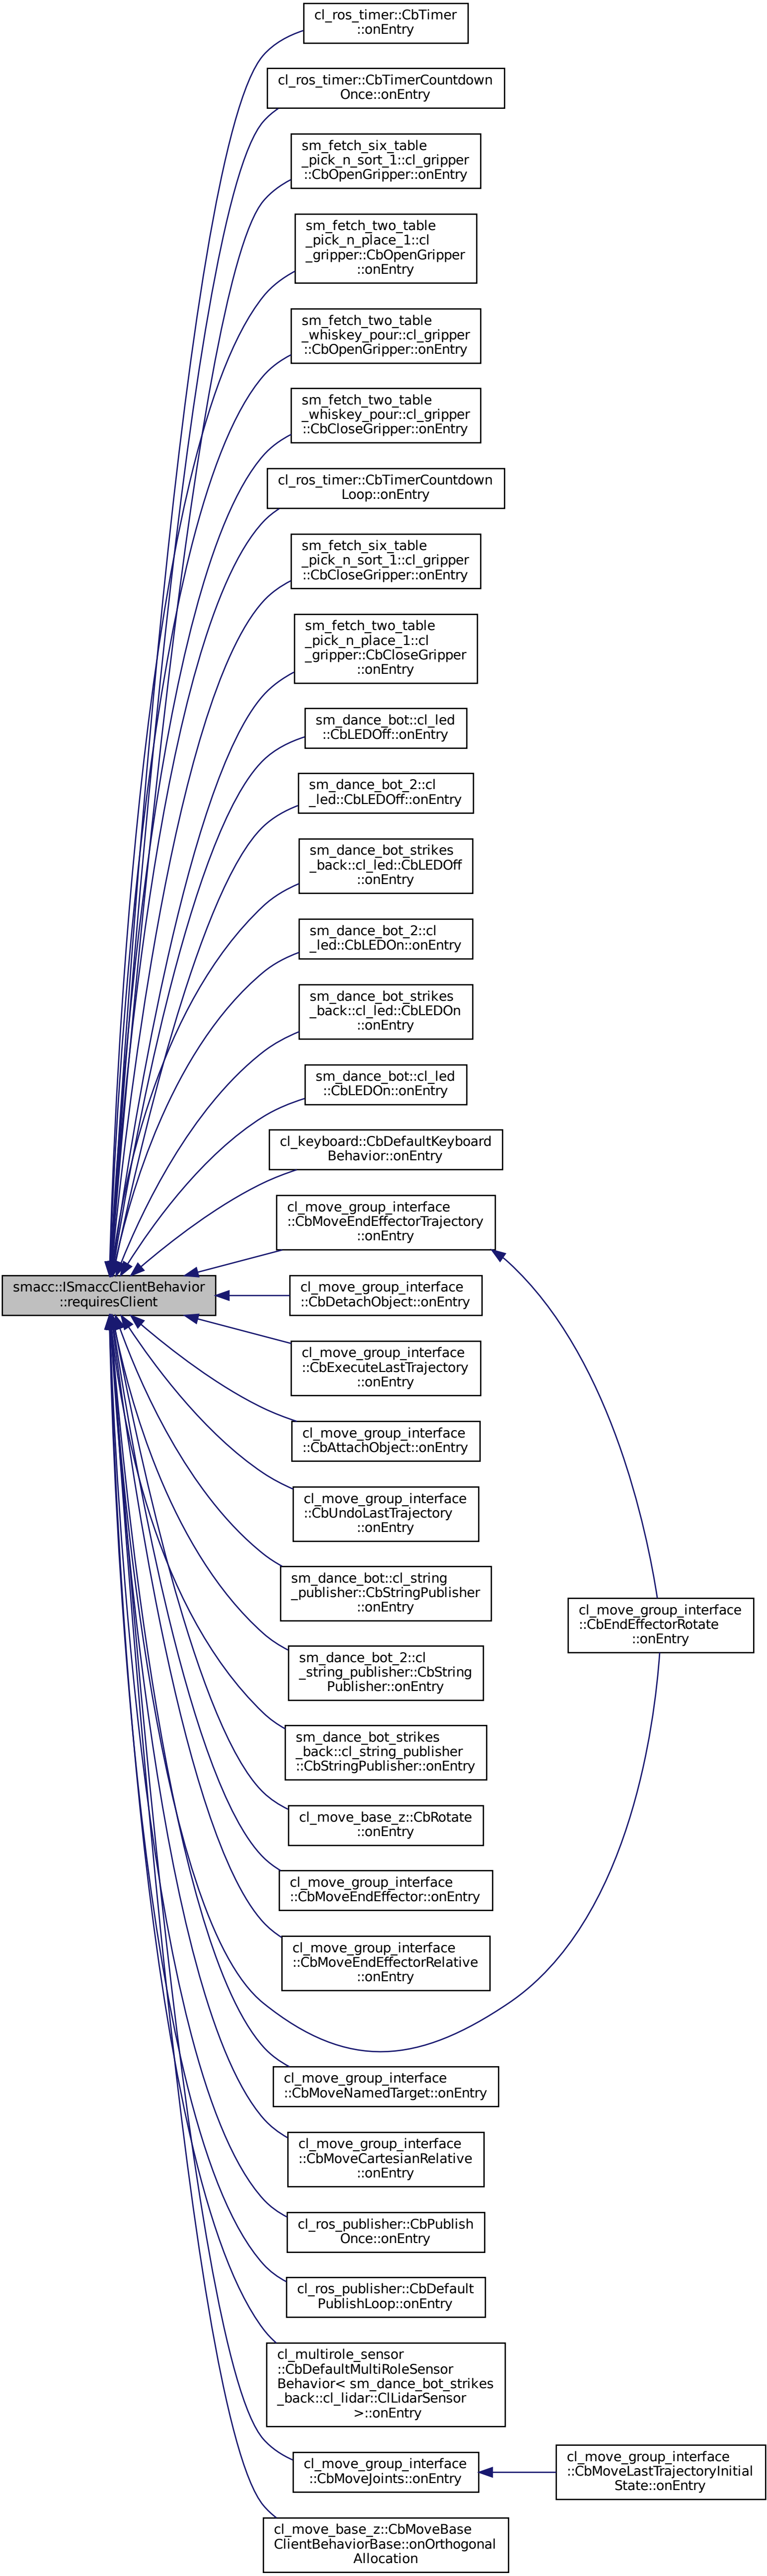 cl_ros_timer::CbTimer
::onEntry
cl_ros_timer::CbTimerCountdown
Once::onEntry
sm_fetch_six_table
_pick_n_sort_1::cl_gripper
::CbOpenGripper::onEntry
sm_fetch_two_table
_pick_n_place_1::cl
_gripper::CbOpenGripper
::onEntry
sm_fetch_two_table
_whiskey_pour::cl_gripper
::CbOpenGripper::onEntry
sm_fetch_two_table
_whiskey_pour::cl_gripper
::CbCloseGripper::onEntry
cl_ros_timer::CbTimerCountdown
Loop::onEntry
sm_fetch_six_table
_pick_n_sort_1::cl_gripper
::CbCloseGripper::onEntry
sm_fetch_two_table
_pick_n_place_1::cl
_gripper::CbCloseGripper
::onEntry
sm_dance_bot::cl_led
::CbLEDOff::onEntry
sm_dance_bot_2::cl
_led::CbLEDOff::onEntry
sm_dance_bot_strikes
_back::cl_led::CbLEDOff
::onEntry
sm_dance_bot_2::cl
_led::CbLEDOn::onEntry
sm_dance_bot_strikes
_back::cl_led::CbLEDOn
::onEntry
sm_dance_bot::cl_led
::CbLEDOn::onEntry
cl_keyboard::CbDefaultKeyboard
Behavior::onEntry
cl_move_group_interface
::CbMoveEndEffectorTrajectory
::onEntry
smacc::ISmaccClientBehavior
::requiresClient
cl_move_group_interface
::CbDetachObject::onEntry
cl_move_group_interface
::CbExecuteLastTrajectory
::onEntry
cl_move_group_interface
::CbAttachObject::onEntry
cl_move_group_interface
::CbUndoLastTrajectory
::onEntry
sm_dance_bot::cl_string
_publisher::CbStringPublisher
::onEntry
cl_move_group_interface
::CbEndEffectorRotate
::onEntry
sm_dance_bot_2::cl
_string_publisher::CbString
Publisher::onEntry
sm_dance_bot_strikes
_back::cl_string_publisher
::CbStringPublisher::onEntry
cl_move_base_z::CbRotate
::onEntry
cl_move_group_interface
::CbMoveEndEffector::onEntry
cl_move_group_interface
::CbMoveEndEffectorRelative
::onEntry
cl_move_group_interface
::CbMoveNamedTarget::onEntry
cl_move_group_interface
::CbMoveCartesianRelative
::onEntry
cl_ros_publisher::CbPublish
Once::onEntry
cl_ros_publisher::CbDefault
PublishLoop::onEntry
cl_multirole_sensor
::CbDefaultMultiRoleSensor
Behavior< sm_dance_bot_strikes
_back::cl_lidar::ClLidarSensor
>::onEntry
cl_move_group_interface
::CbMoveJoints::onEntry
cl_move_group_interface
::CbMoveLastTrajectoryInitial
State::onEntry
cl_move_base_z::CbMoveBase
ClientBehaviorBase::onOrthogonal
Allocation